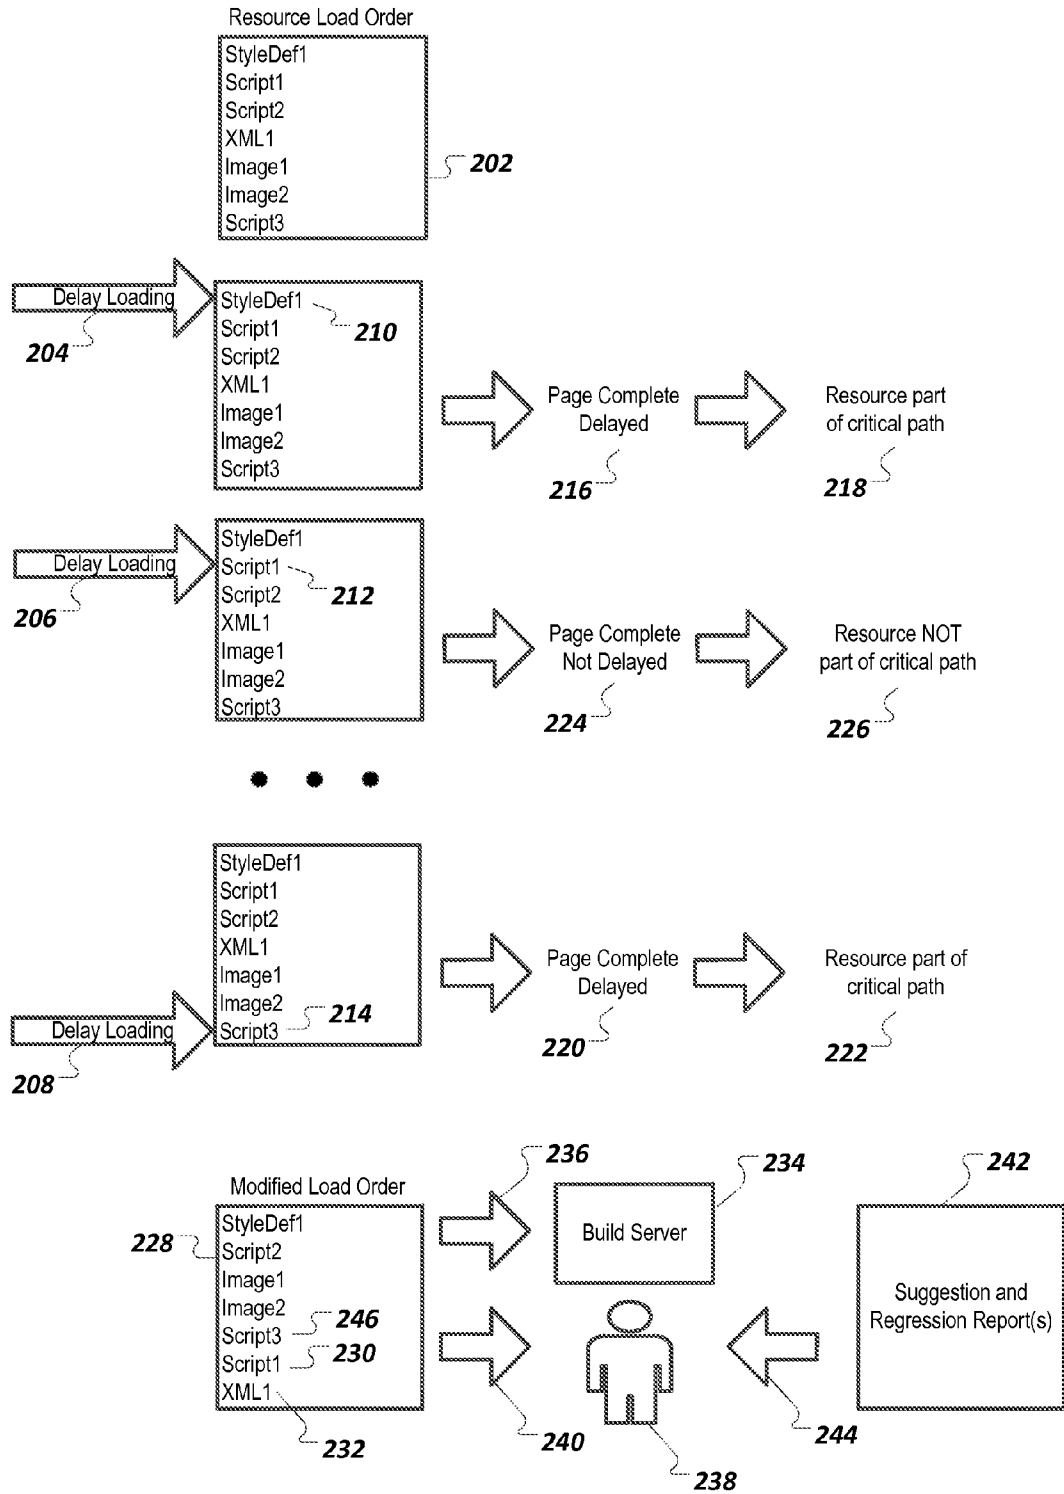 Resource Load Order
StyleDef1
Script1
Script2
XML1
Image1
Image2
Script3
202
Delay Loading
204
StyleDef1
Script1
Script2
XML1
Image1
Image2
Script3
210
Page Complete
Delayed
216
Resource part
of critical path
218
Delay Loading
206
StyleDef1
Script1
Script2
XML1
Image1
Image2
Script3
212
Page Complete
Not Delayed
224
Resource NOT
part of critical path
226
StyleDef1
Script1
Script2
XML1
Image1
Image2
Script3
214
Delay Loading
208
Page Complete
Delayed
220
Resource part of
critical path
222
Modified Load Order
StyleDef1
Script2
Image1
Image2
Script3
Script1
XML1
228
246
230
232
236
Build Server
234
240
238
242
Suggestion and
Regression Report(s)
244